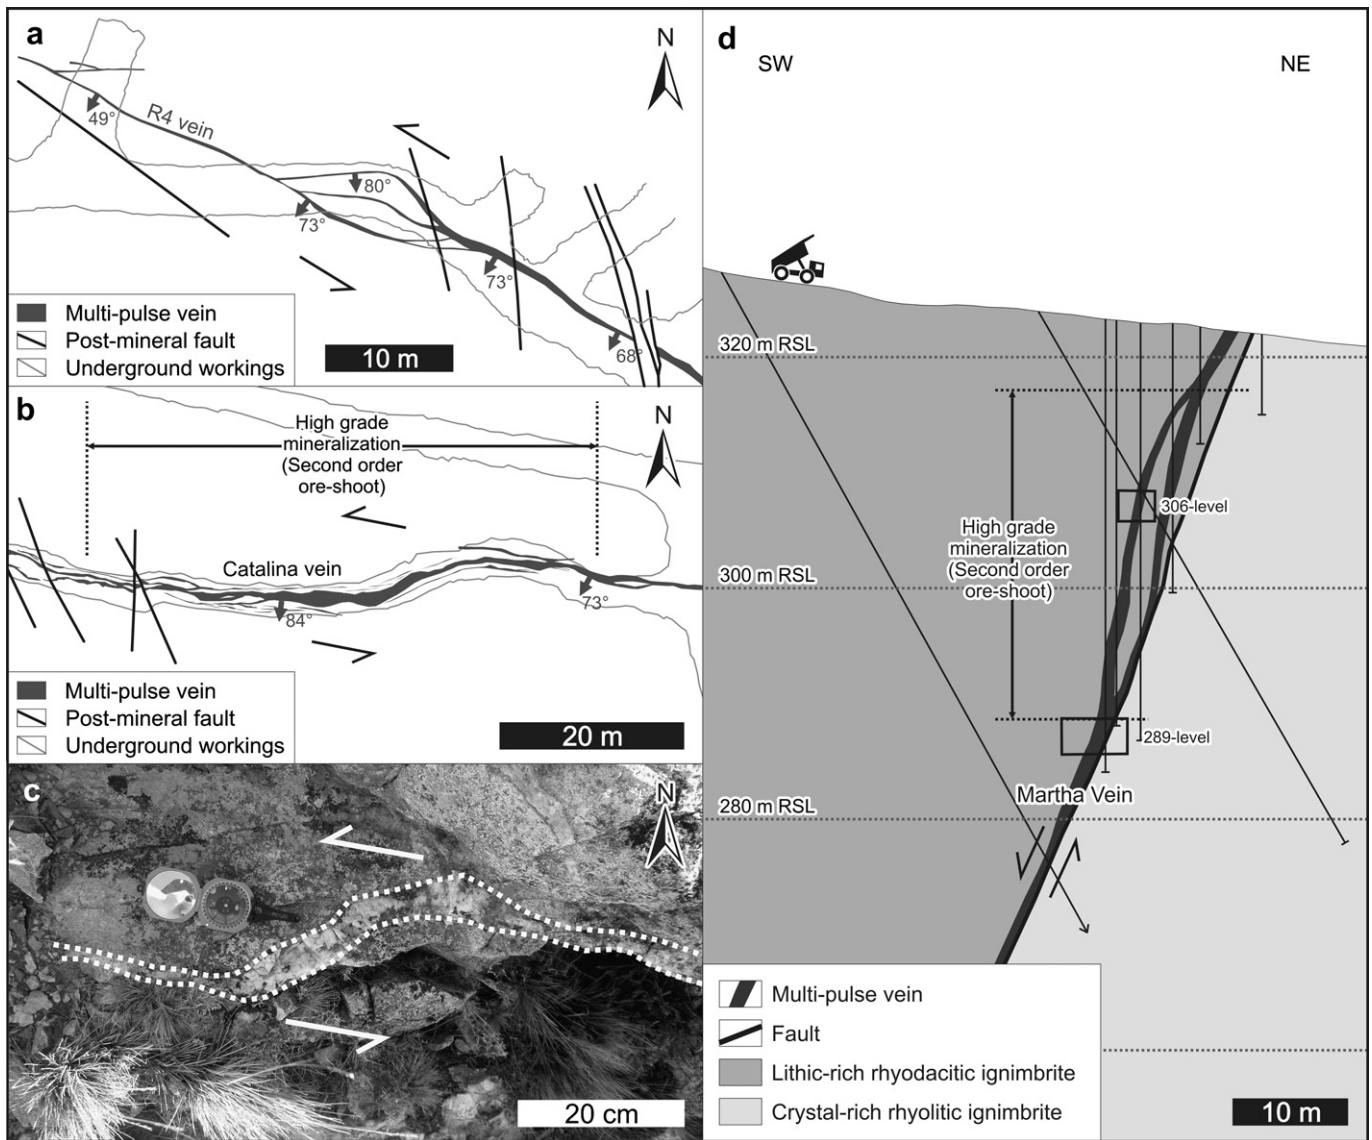 a
N
R4 vein
49°
80°
73°
73°
68°
Multi-pulse vein
Post-mineral fault
Underground workings
10 m
b
N
High grade
mineralization
(Second order
ore-shoot)
Catalina vein
84°
73°
Multi-pulse vein
Post-mineral fault
Underground workings
20 m
c
N
20 cm
d
SW
NE
320 m RSL
306-level
High grade
mineralization
(Second order
ore-shoot)
300 m RSL
289-level
Martha Vein
280 m RSL
Multi-pulse vein
Fault
Lithic-rich rhyodacitic ignimbrite
Crystal-rich rhyolitic ignimbrite
10 m